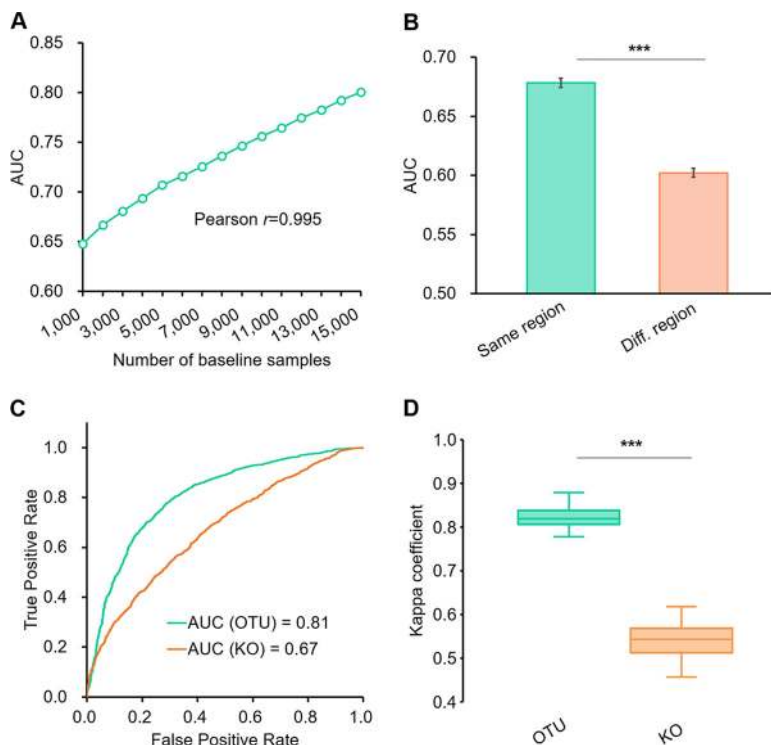 A
0.85
0.80
0.75
0.70
0.65
0.60
AUC
Pearson r=0.995
1,000
3,000
5,000
7,000
9,000
11,000
13,000
15,000
Number of baseline samples
B
***
0.70
0.65
0.60
0.55
0.50
AUC
Same region
Diff. region
C
1.0
0.8
0.6
0.4
0.2
0.0
True Positive Rate
AUC (OTU) = 0.81
AUC (KO) = 0.67
0.0 0.2 0.4 0.6 0.8 1.0
False Positive Rate
D
***
1.0
0.9
0.8
0.7
0.6
0.5
0.4
Kappa coefficient
OTU
KO